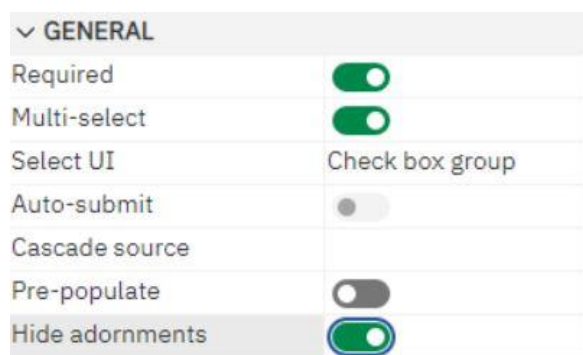 GENERAL
Required
Multi-select
Select UI Check box group
Auto-submit
Cascade source
Pre-populate
Hide adornments